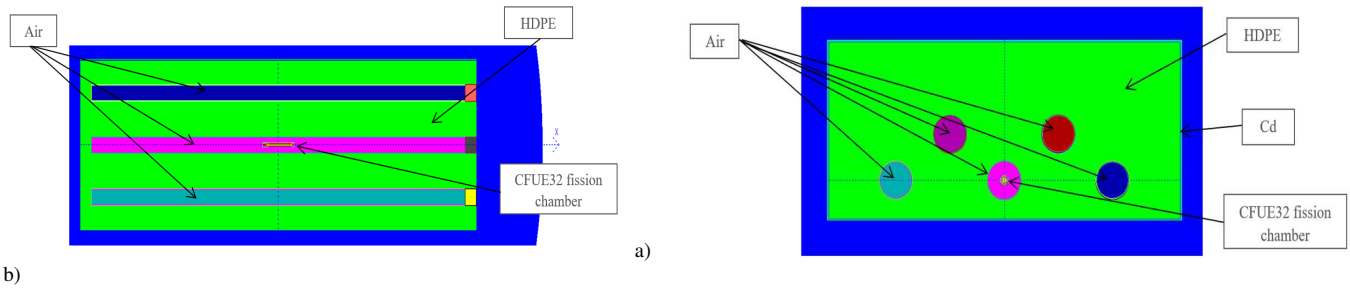 Air
HDPE
X
CFUE32 fission
chamber
b)
a)
Air
HDPE
Cd
CFUE32 fission
chamber